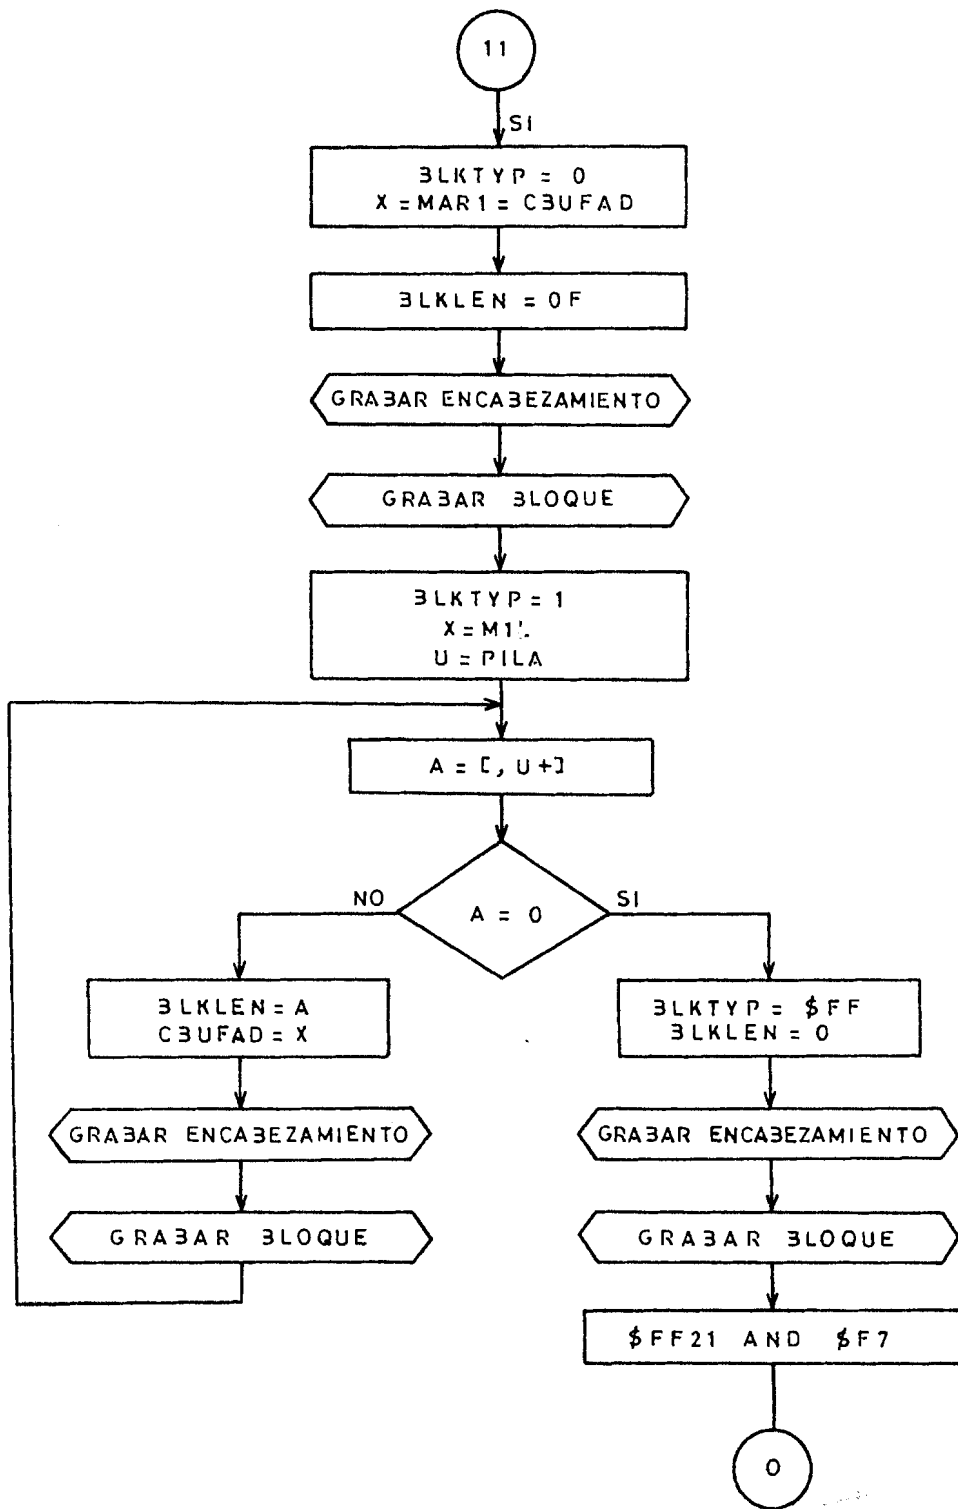 11
SI
BLKTYP = 0
X = MAR1 = CBUFAD
BLKLEN = 0F
GRABAR ENCABEZAMIENTO
GRABAR BLOQUE
BLKTYP = 1
U = PILA
A = [, U+]
NO
A = 0
SI
BLKLEN = A
CBUFAD = X
BLKTYP = $FF
BLKLEN = 0
GRABAR ENCABEZAMIENTO
GRABAR ENCABEZAMIENTO
GRABAR BLOQUE
GRABAR BLOQUE
$FF21 AND $F7
0